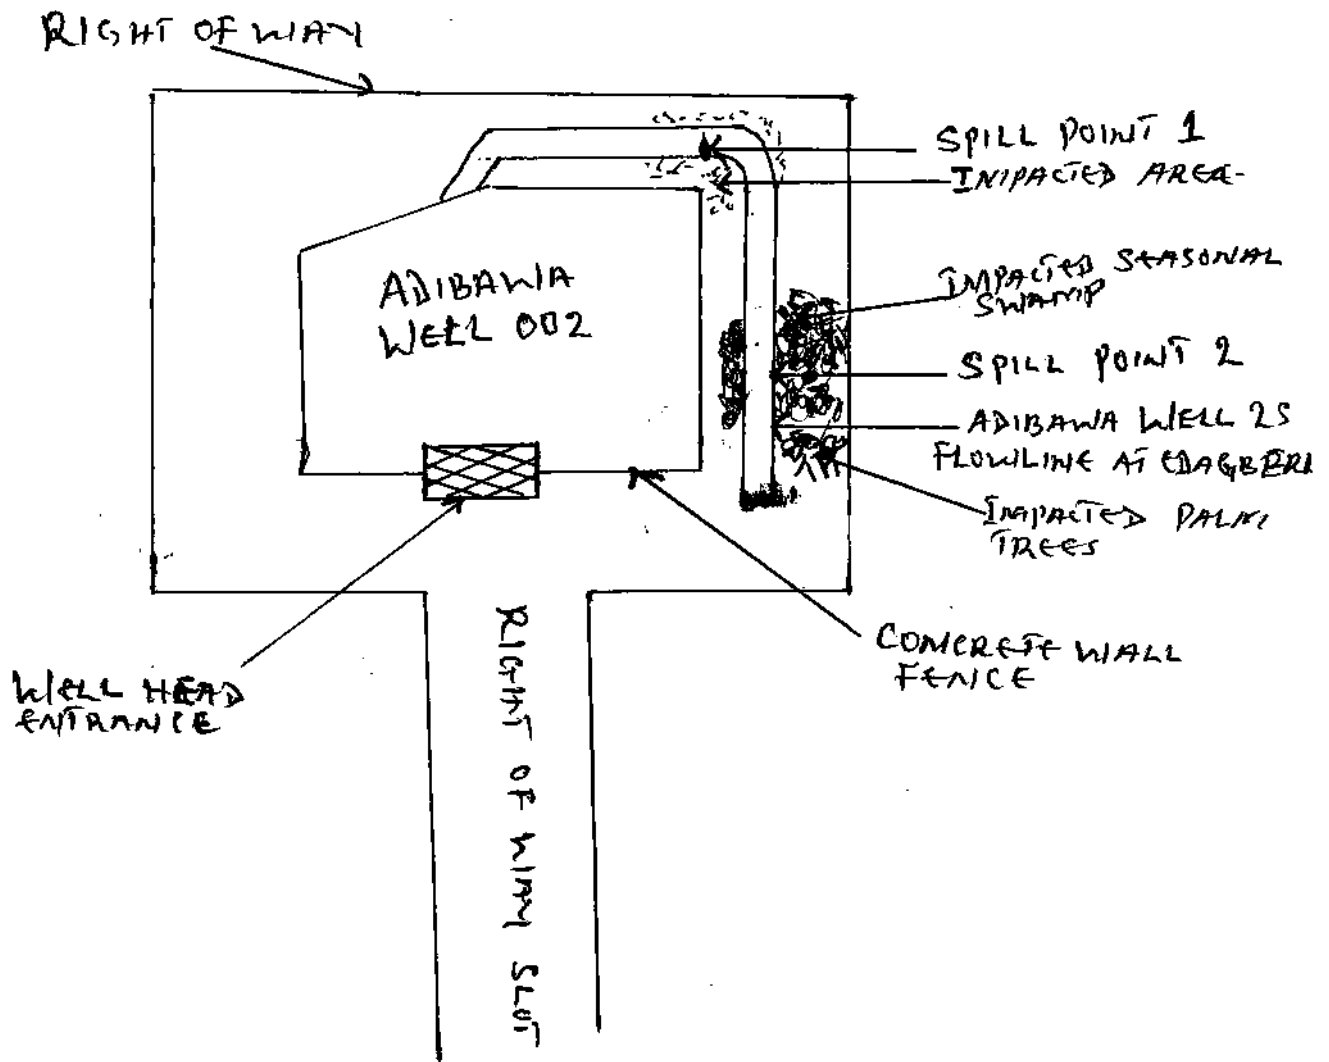 RIGHT OF WAY
SPILL POINT 1
IMPACTED AREA
ADIBAWA
WELL 002
IMPACTED SEASONAL
SWAMP
SPILL POINT 2
ADIBAWA WELL 2S
FLOWLINE AT EDAGBERI
IMPACTED PALM
TREES
CONCRETE WALL
FENCE
WELL HEAD
ENTRANCE
RIGHT OF WAY SLOT